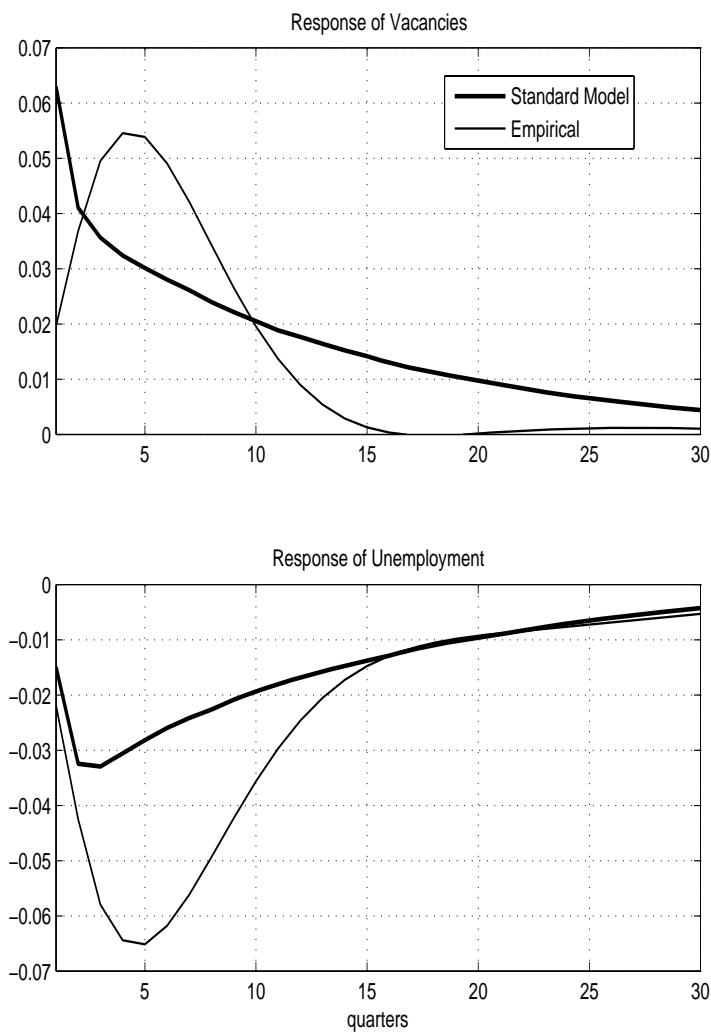 Response of Vacancies
0.07
0.06
0.05
0.04
0.03
0.02
0.01
0
5 10 15 20 25 30
Standard Model
Empirical
Response of Unemployment
0
−0.01
−0.02
−0.03
−0.04
−0.05
−0.06
−0.07
5 10 15 20 25 30
quarters